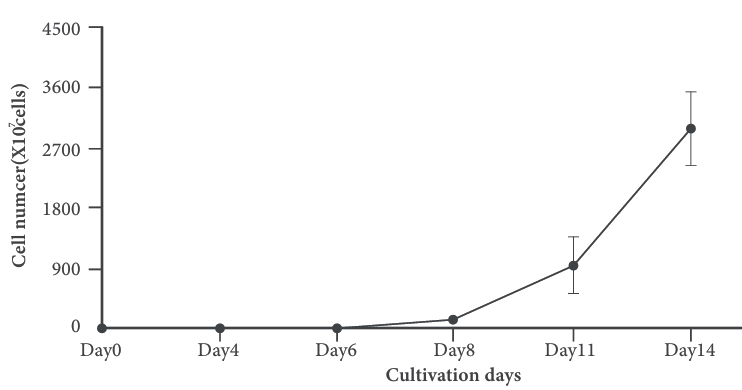 4500
3600
2700
1800
900
0
Cell numcer(X10⁷cells)
Day0 Day4 Day6 Day8 Day11 Day14
Cultivation days